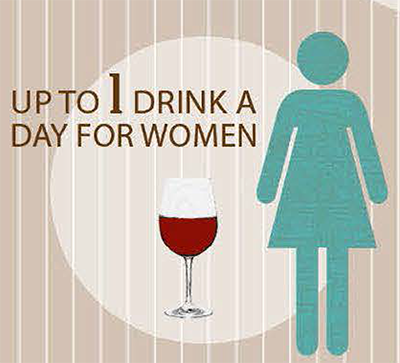 UP TO 1 DRINK A
DAY FOR WOMEN